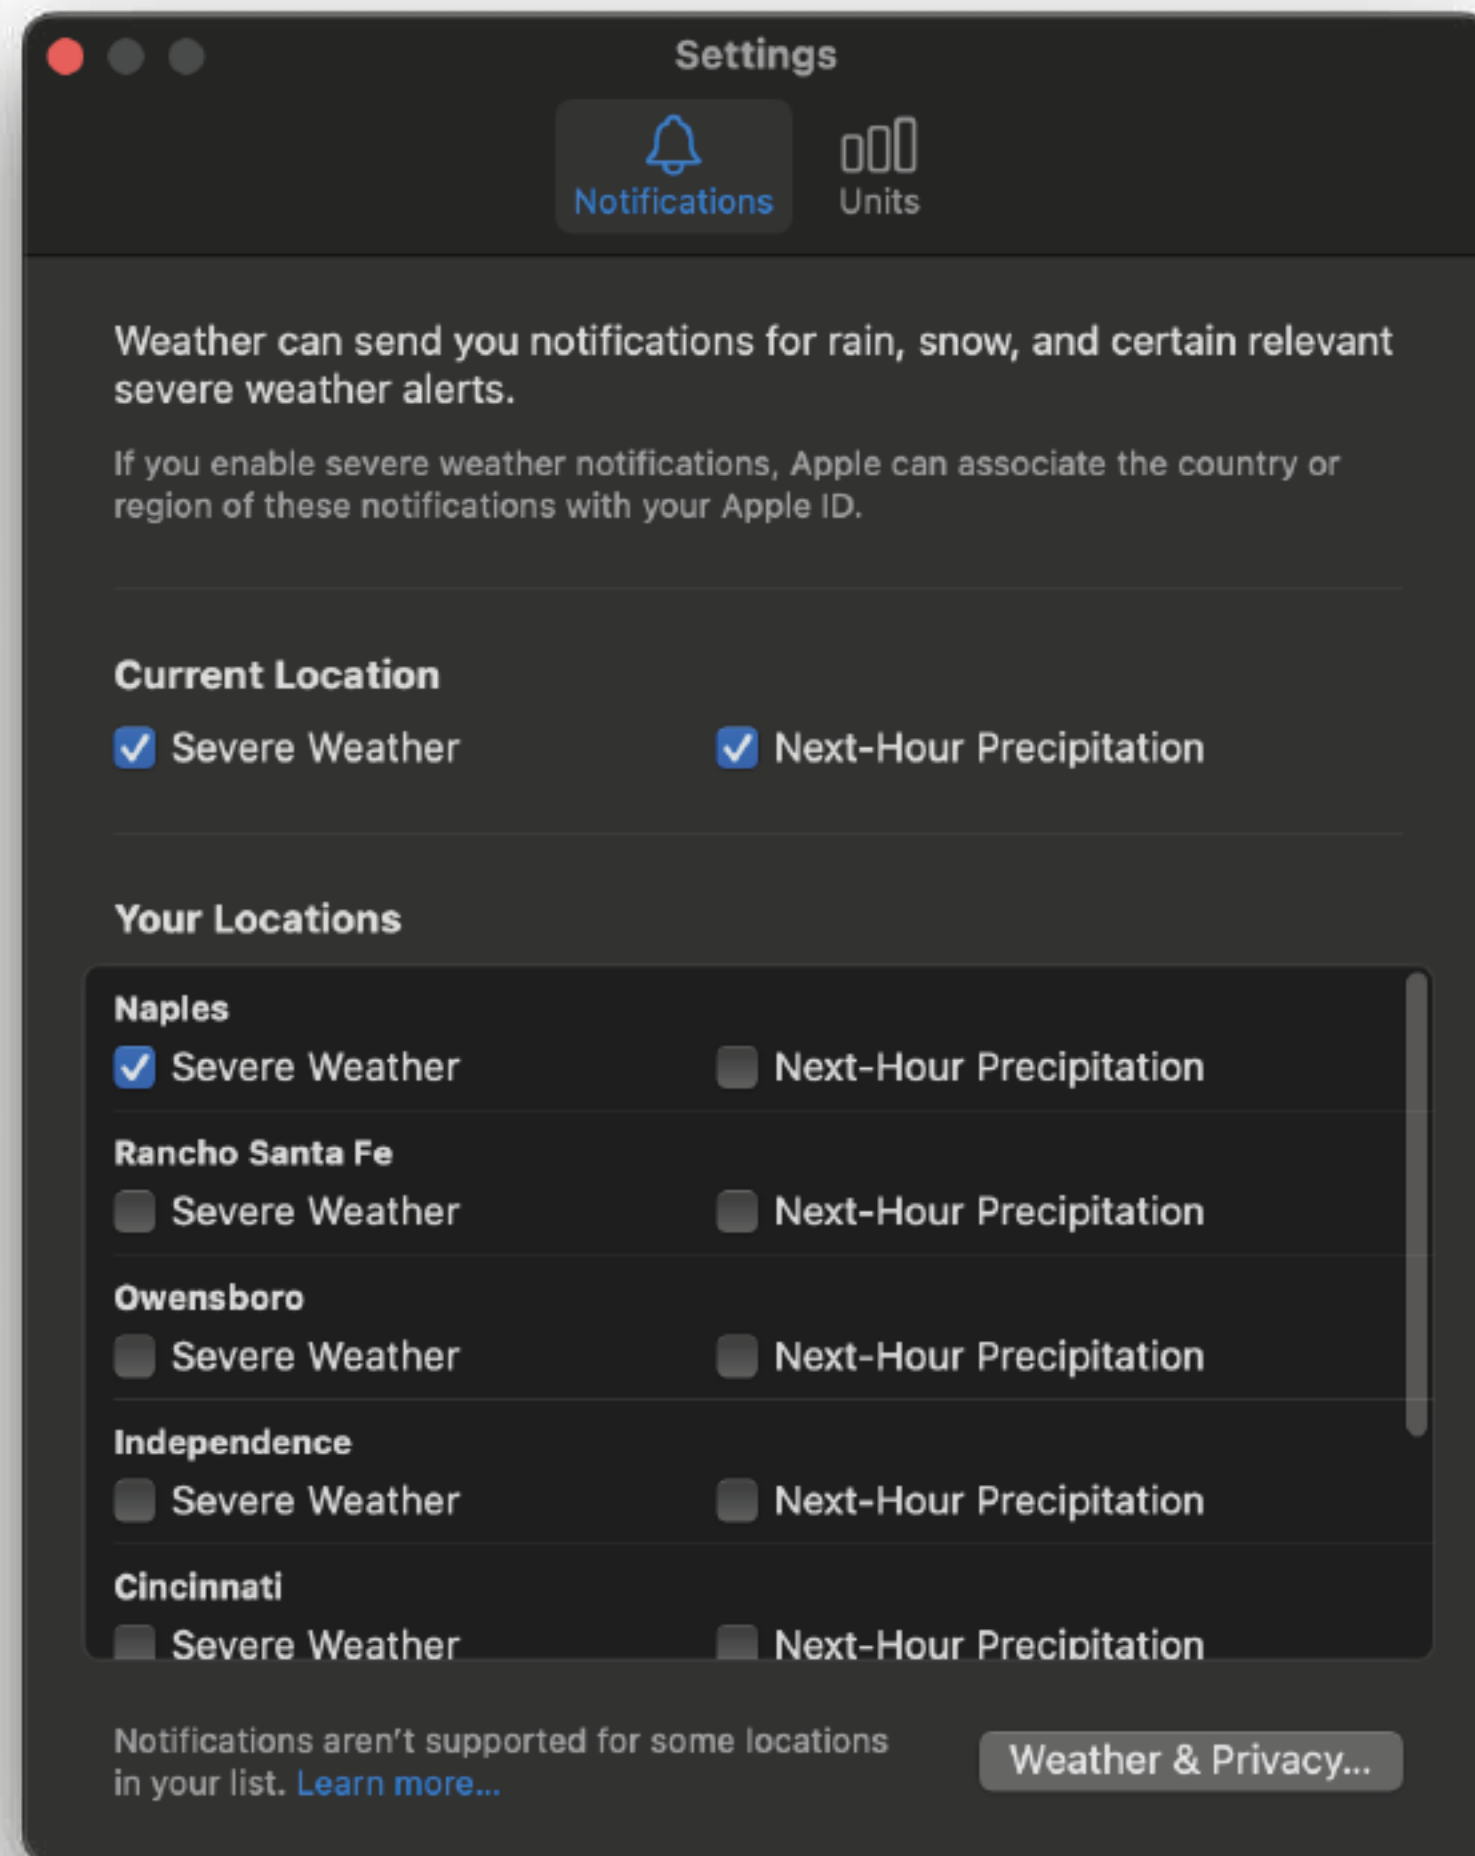 Settings
Notifications
Units
Weather can send you notifications for rain, snow, and certain relevant
severe weather alerts.
If you enable severe weather notifications, Apple can associate the country or
region of these notifications with your Apple ID.
Current Location
Severe Weather
Next-Hour Precipitation
Your Locations
Naples
Severe Weather
Next-Hour Precipitation
Rancho Santa Fe
Severe Weather
Next-Hour Precipitation
Owensboro
Severe Weather
Next-Hour Precipitation
Independence
Severe Weather
Next-Hour Precipitation
Cincinnati
Severe Weather
Next-Hour Precipitation
Notifications aren't supported for some locations
in your list. Learn more...
Weather & Privacy...